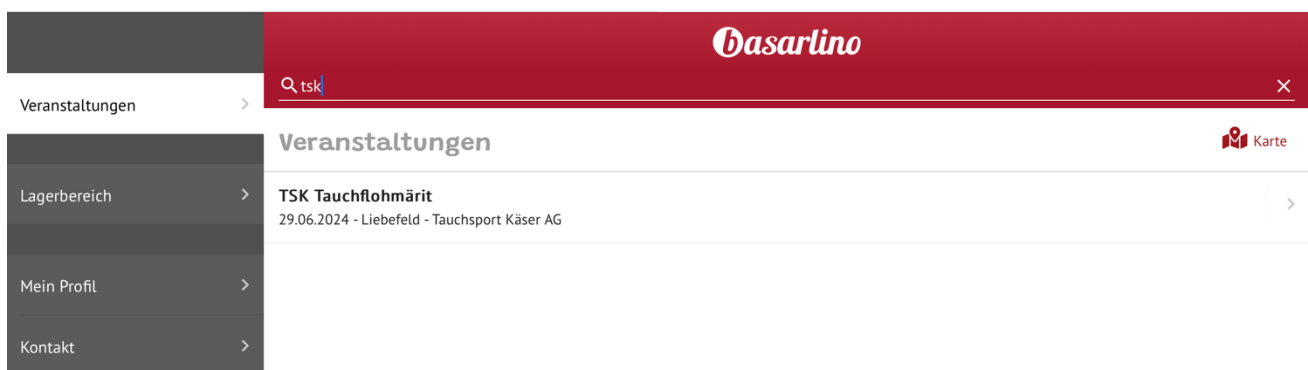 basarlino
tsk
Veranstaltungen
Veranstaltungen
Karte
Lagerbereich
TSK Tauchflohmärit
29.06.2024 - Liebefeld - Tauchsport Käser AG
Mein Profil
Kontakt